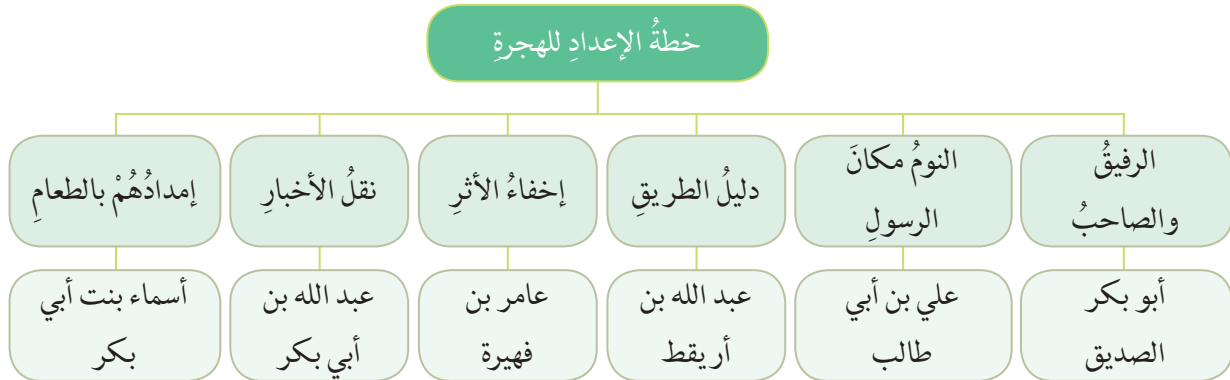 خطةُ الإعدادِ للهجرةِ
الرفيقُ
والصاحبُ
النومُ مكانَ
الرسولِ
دليلُ الطريقِ
إخفاءُ الأثرِ
نقلُ الأخبارِ
إمدادُهُمْ بالطعامِ
أبو بكر
الصديق
علي بن أبي
طالب
عبد الله بن
أريقط
عامر بن
فهيرة
عبد الله بن
أبي بكر
أسماء بنت أبي
بكر